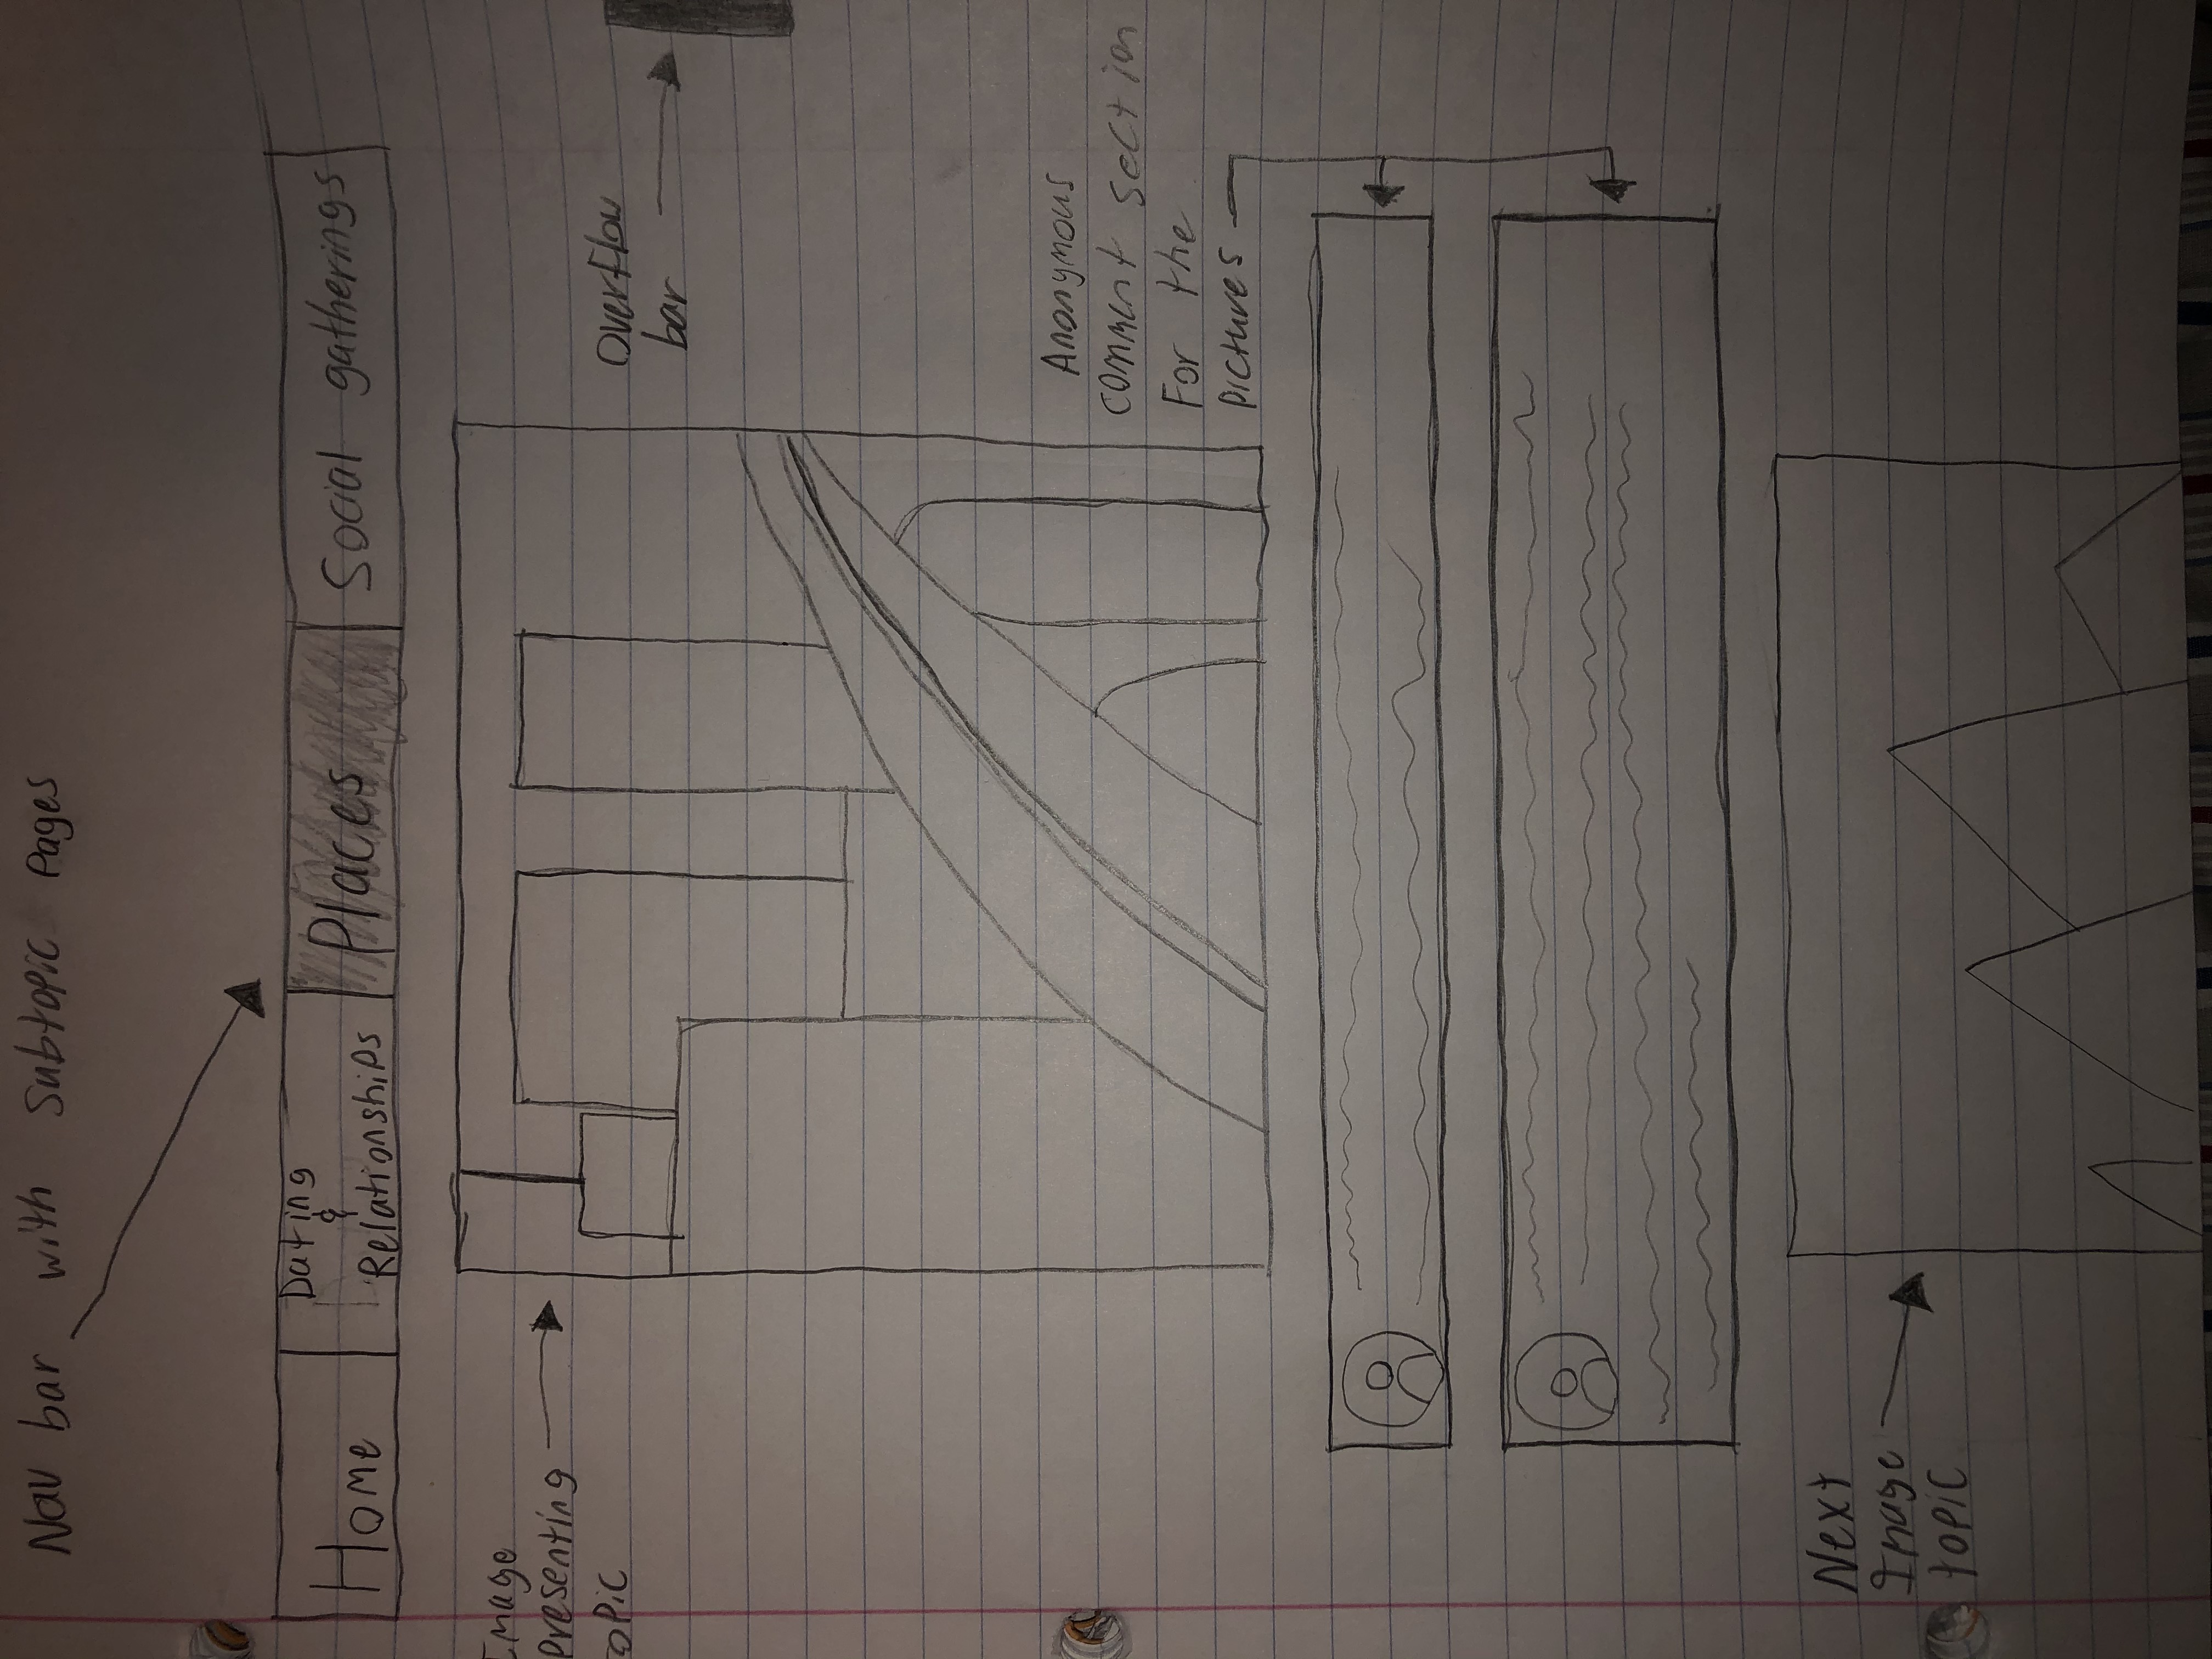 Nav bar with Subtopic Pages
Home
Dating
&
Relationships
Places
Social gatherings
Image
Presenting
topic
Overflow
bar
Anonymous
comment section
For the
Pictures
Next
Image
topic